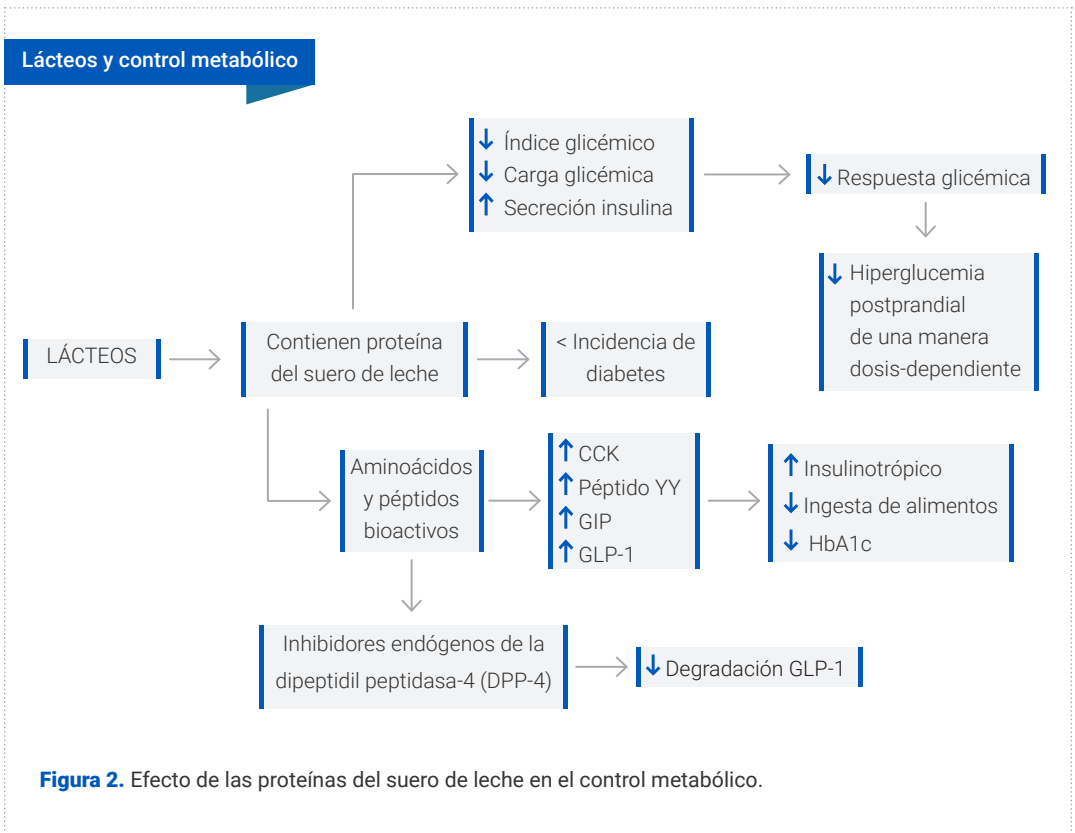 Lácteos y control metabólico
↓ Índice glicémico
↓ Carga glicémica
↑ Secreción insulina
↓ Respuesta glicémica
↓ Hiperglucemia
postprandial
de una manera
dosis-dependiente
LÁCTEOS
Contienen proteína
del suero de leche
< Incidencia de
diabetes
Aminoácidos
y péptidos
bioactivos
↑ CCK
↑ Péptido YY
↑ GIP
↑ GLP-1
↑ Insulinotrópico
↓ Ingesta de alimentos
↓ HbA1c
Inhibidores endógenos de la
dipeptidil peptidasa-4 (DPP-4)
↓ Degradación GLP-1
Figura 2. Efecto de las proteínas del suero de leche en el control metabólico.